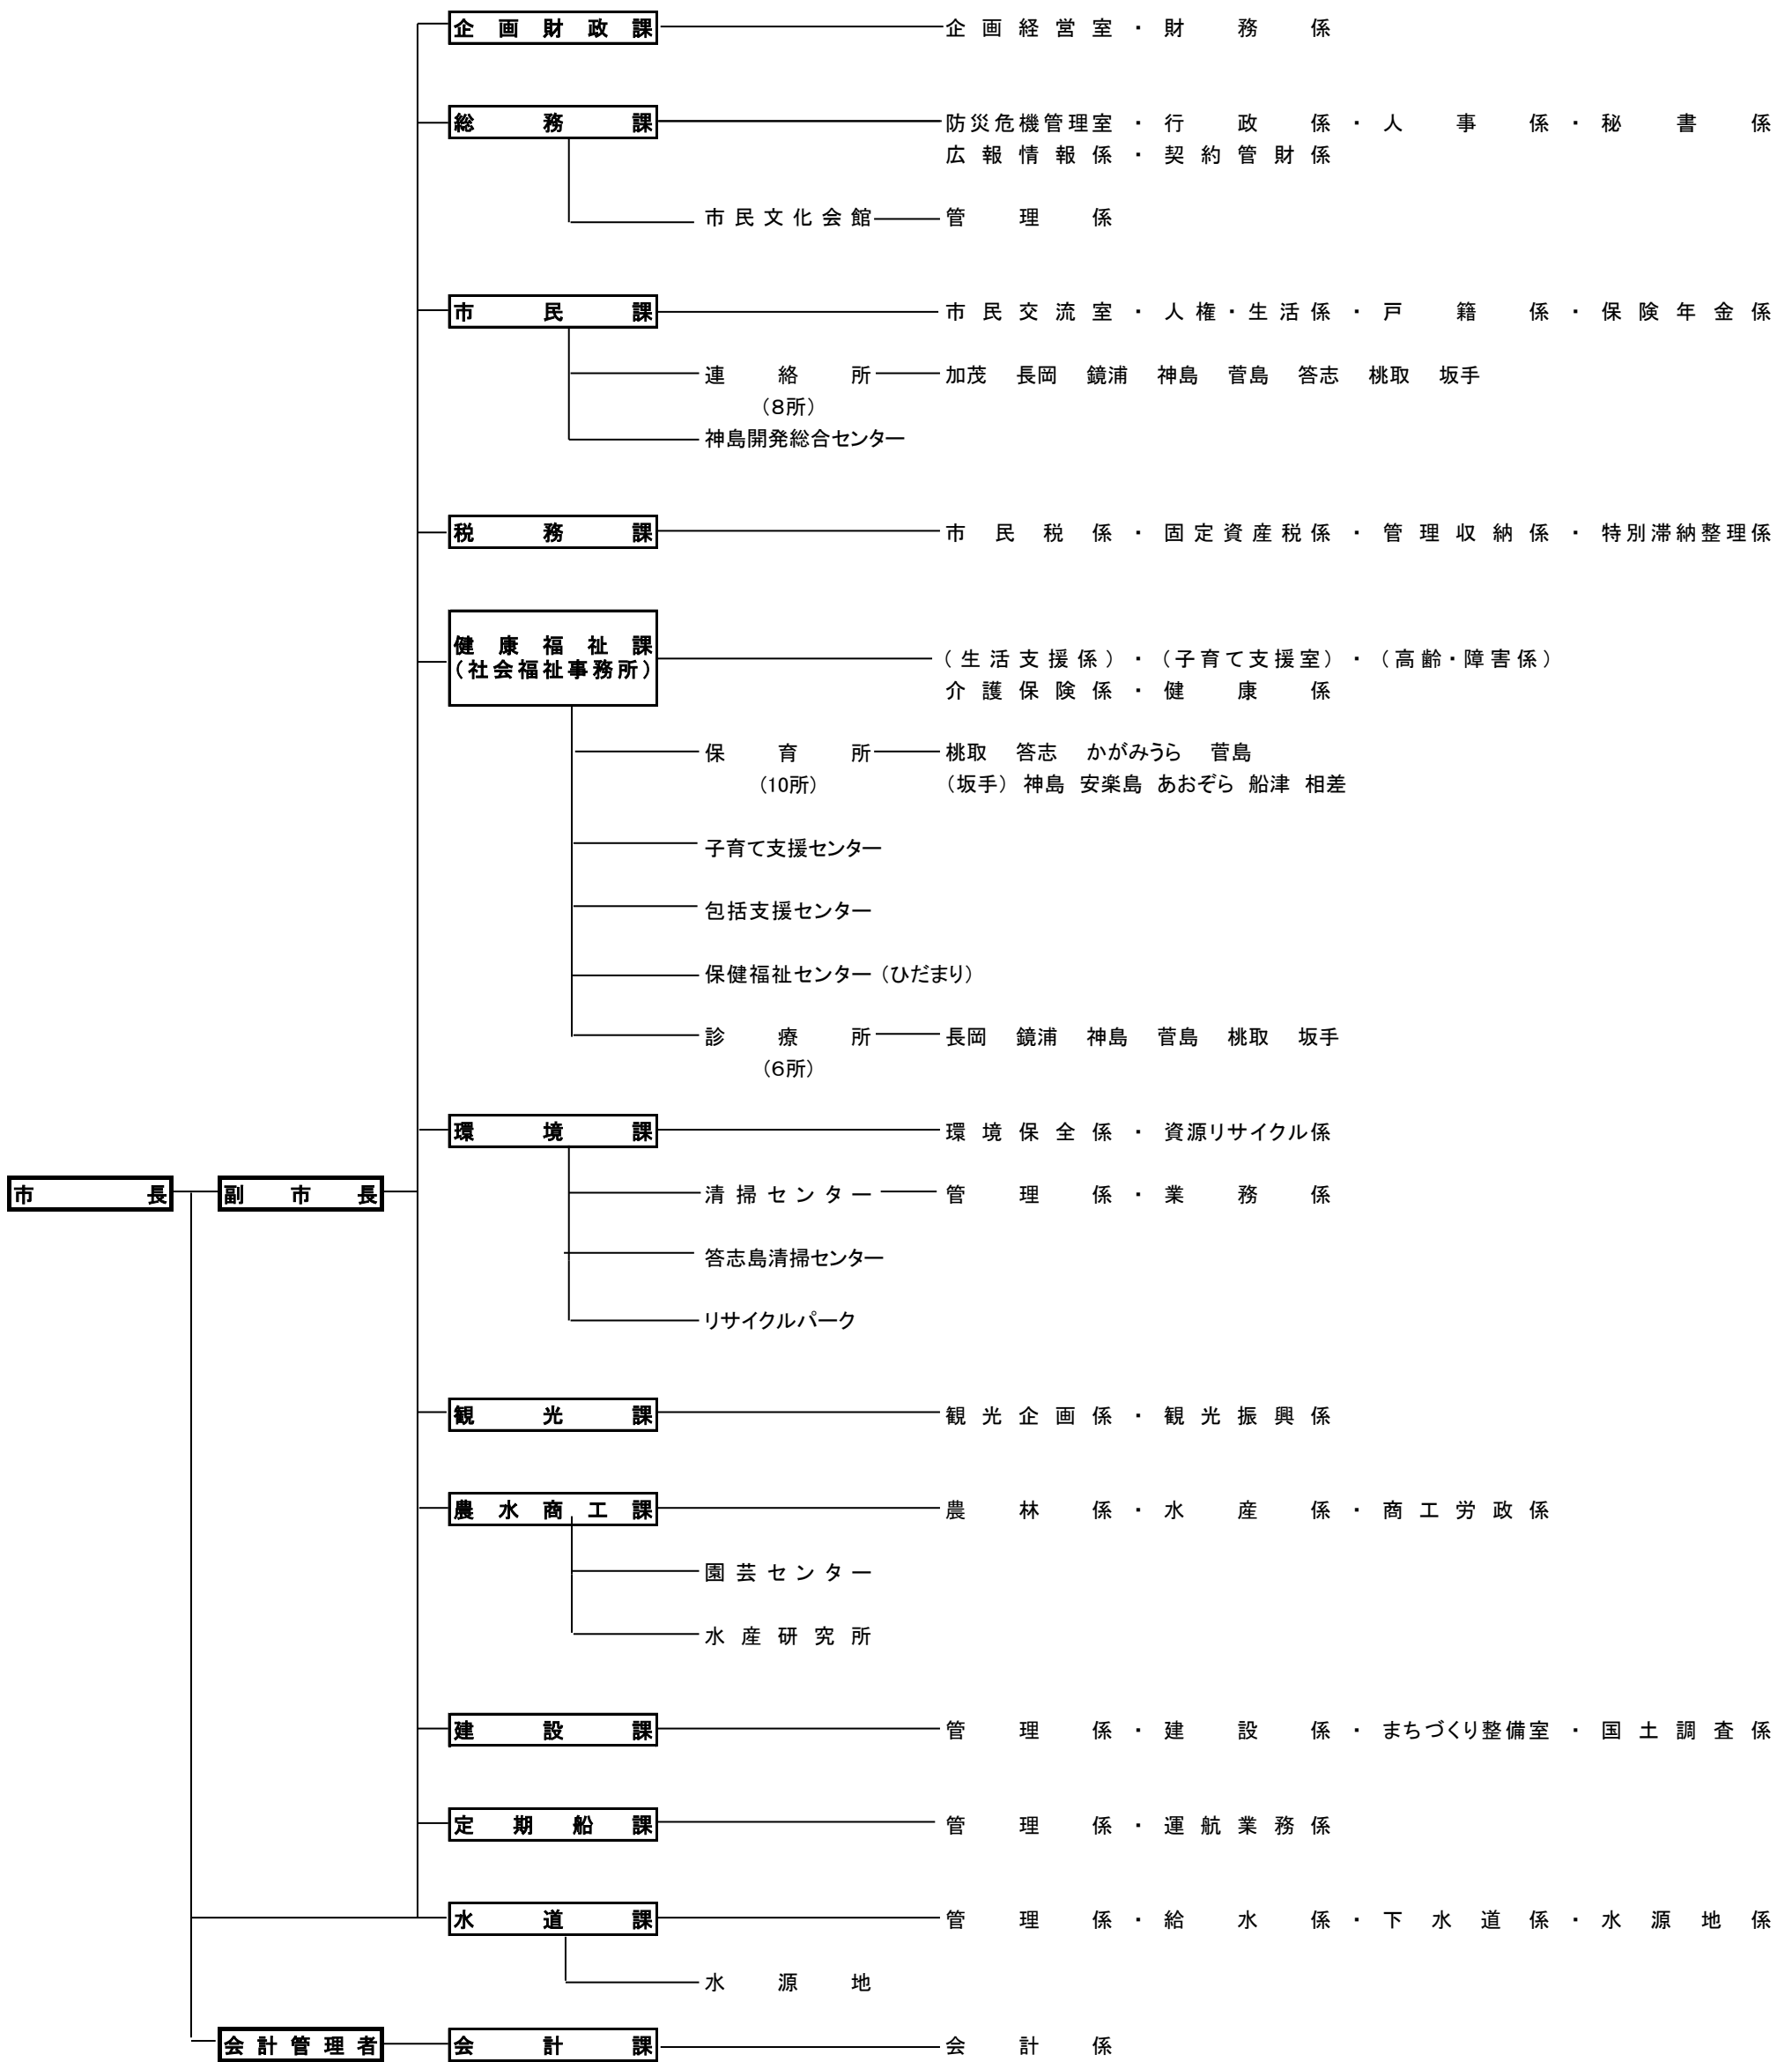 企画財政課 企画経営室・財務係
総務課 防災危機管理室・行政係・人事係・秘書係
広報情報係・契約管財係
市民文化会館 管理係
市民課 市民交流室・人権・生活係・戸籍係・保険年金係
連絡所 加茂 長岡 鏡浦 神島 菅島 答志 桃取 坂手
（8所）
神島開発総合センター
税務課 市民税係・固定資産税係・管理収納係・特別滞納整理係
健康福祉課
（社会福祉事務所） （生活支援係）・（子育て支援室）・（高齢・障害係）
介護保険係・健康係
保育所 桃取 答志 かがみうら 菅島
（10所） （坂手） 神島 安楽島 あおぞら 船津 相差
子育て支援センター
包括支援センター
保健福祉センター（ひだまり）
診療所 長岡 鏡浦 神島 菅島 桃取 坂手
（6所）
環境課 環境保全係・資源リサイクル係
市長 副市長 清掃センター 管理係・業務係
答志島清掃センター
リサイクルパーク
観光課 観光企画係・観光振興係
農水商工課 農林係・水産係・商工労政係
園芸センター
水産研究所
建設課 管理係・建設係・まちづくり整備室・国土調査係
定期船課 管理係・運航業務係
水道課 管理係・給水係・下水道係・水源地係
水源地
会計管理者 会計課 会計係